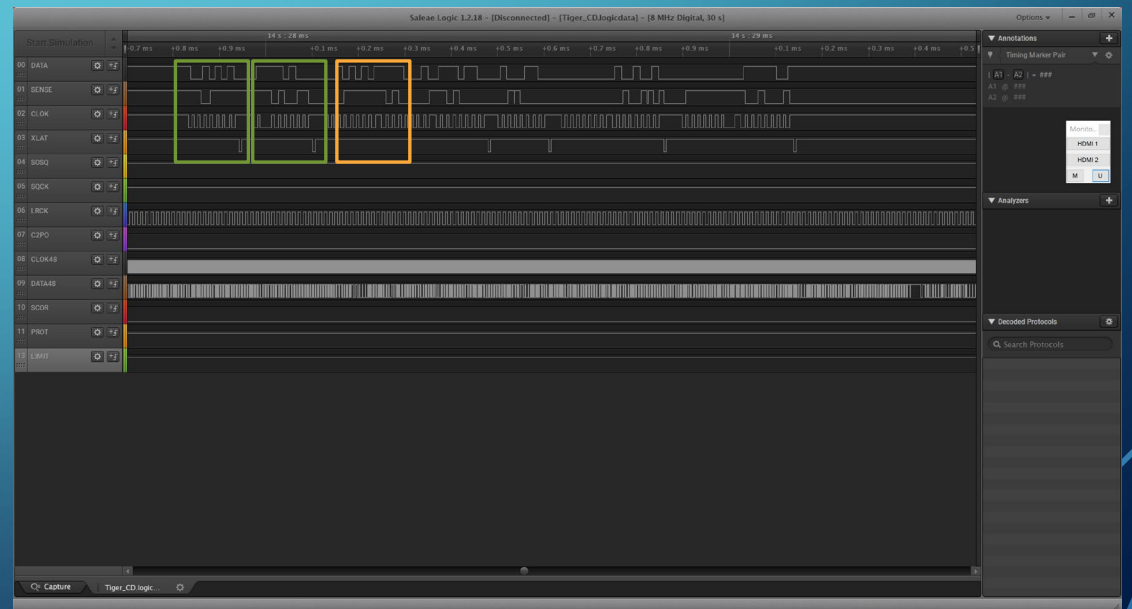 Saleae Logic 1.2.18 - [Disconnected] - [Tiger_CD.logicdata] - [8 MHz Digital, 30 s]
Options
Start Simulation
14 s : 28 ms
14 s : 29 ms
+0.7 ms +0.8 ms +0.9 ms +0.1 ms +0.2 ms +0.3 ms +0.4 ms +0.5 ms +0.6 ms +0.7 ms +0.8 ms +0.9 ms +0.1 ms +0.2 ms +0.3 ms +0.4 ms +0.5
00 DATA
01 SENSE
02 CLOK
03 XLAT
04 SOSQ
05 SQCK
06 LRCK
07 C2PO
08 CLOK48
09 DATA48
10 SCOR
11 PROT
13 LIMIT
Annotations
Timing Marker Pair
| A1 - A2 | = ###
A1 @ ###
A2 @ ###
Monito...
HDMI 1
HDMI 2
M U
Analyzers
Decoded Protocols
Search Protocols
Capture
Tiger_CD.logic...